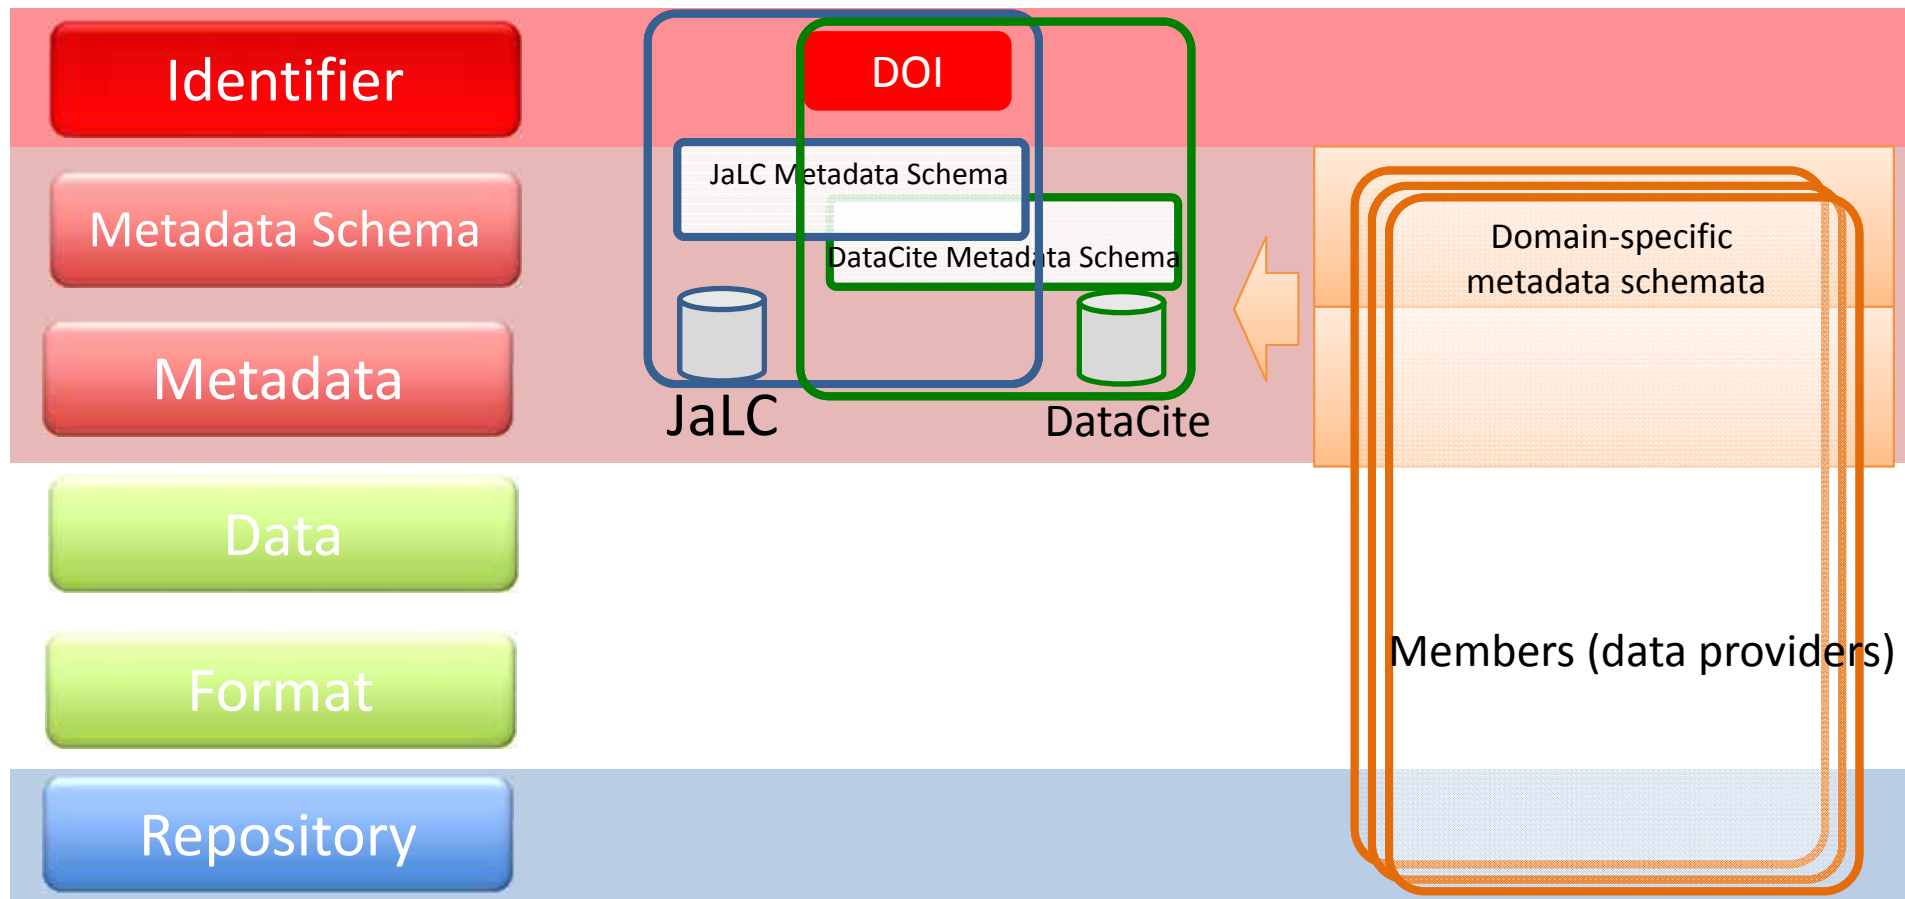 Identifier
DOI
JaLC Metadata Schema
Metadata Schema
DataCite Metadata Schema
Domain-specific
metadata schemata
Metadata
JaLC
DataCite
Data
Format
Members (data providers)
Repository